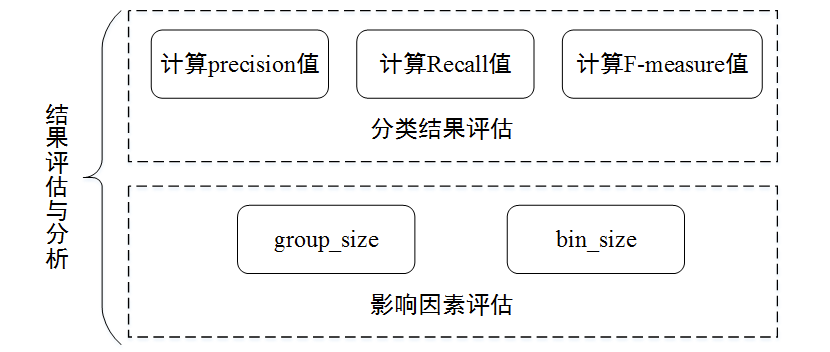 结果评估与分析
计算precision值
计算Recall值
计算F-measure值
分类结果评估
group_size
bin_size
影响因素评估